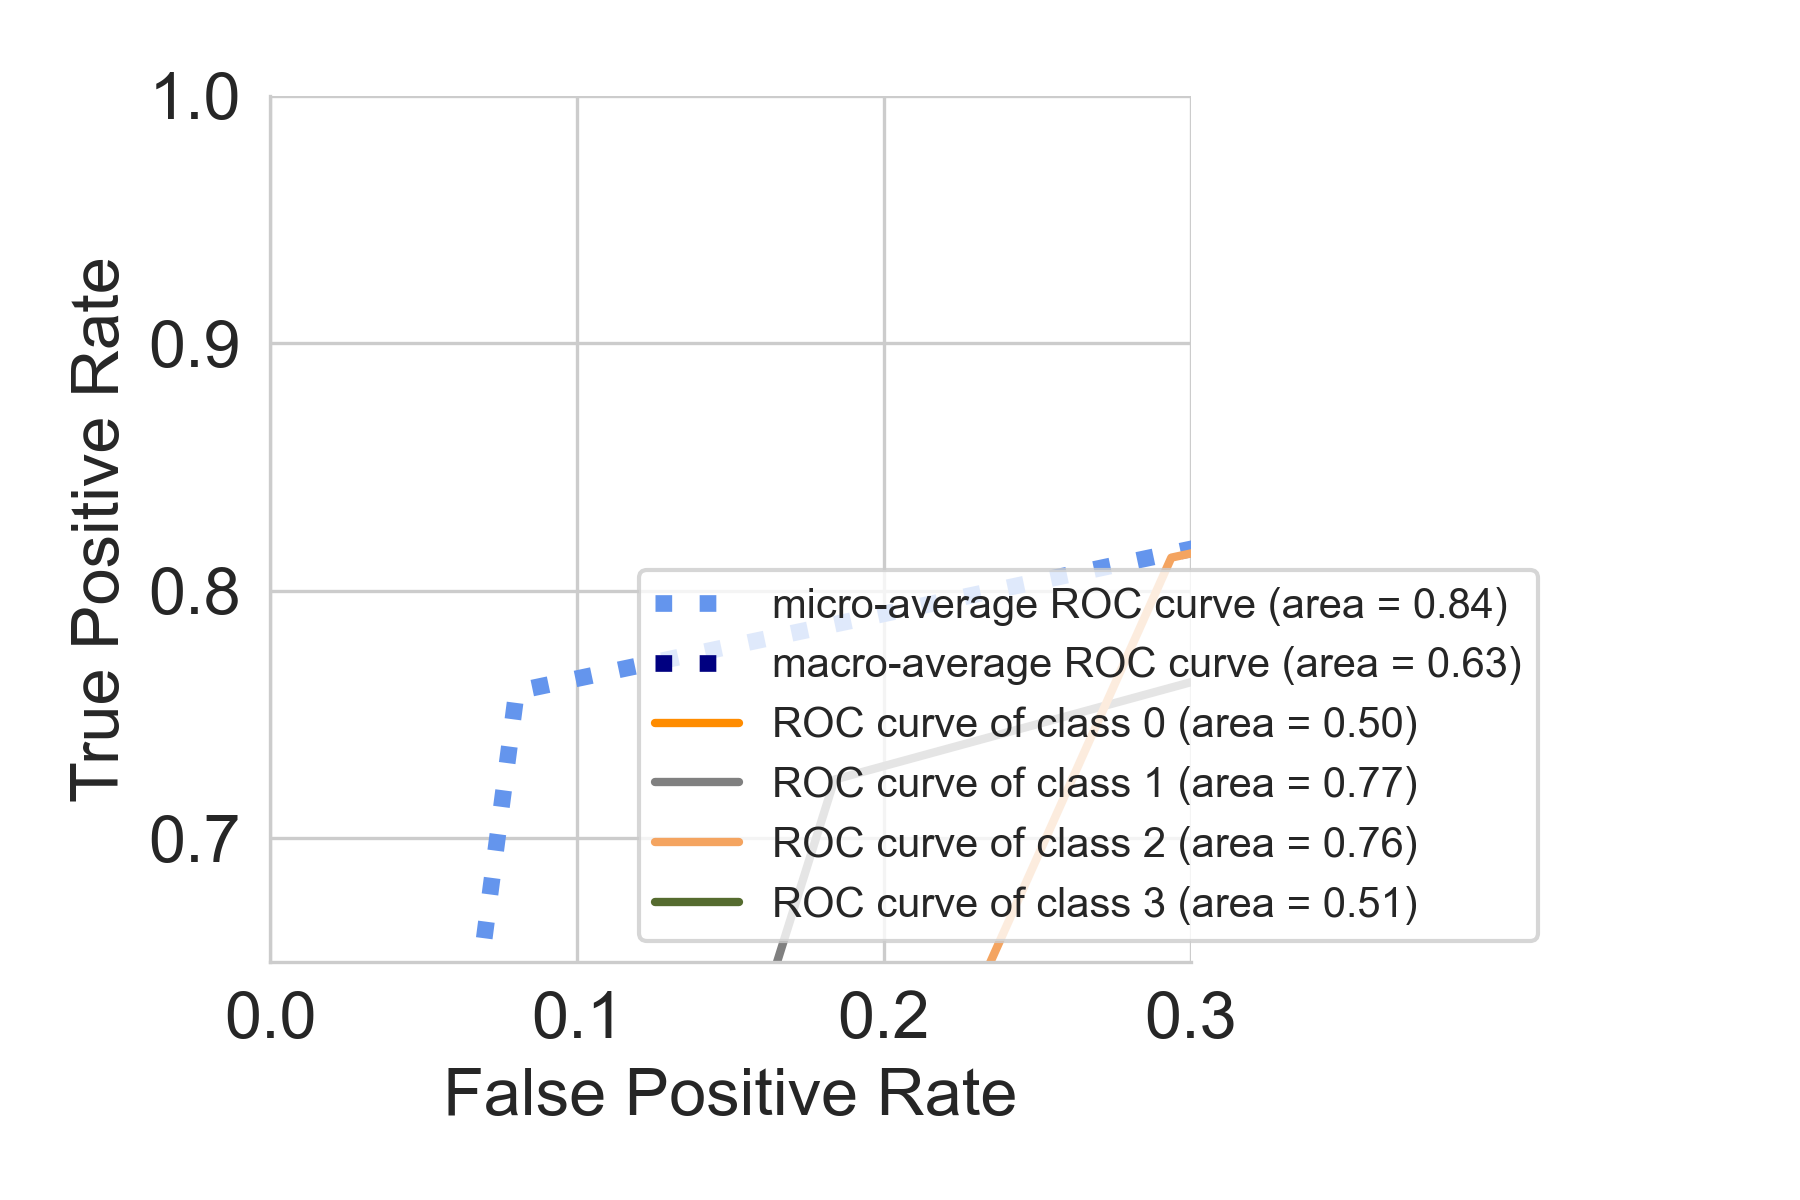 1.0
0.9
0.8
0.7
True Positive Rate
micro-average ROC curve (area = 0.84)
macro-average ROC curve (area = 0.63)
ROC curve of class 0 (area = 0.50)
ROC curve of class 1 (area = 0.77)
ROC curve of class 2 (area = 0.76)
ROC curve of class 3 (area = 0.51)
0.0 0.1 0.2 0.3
False Positive Rate